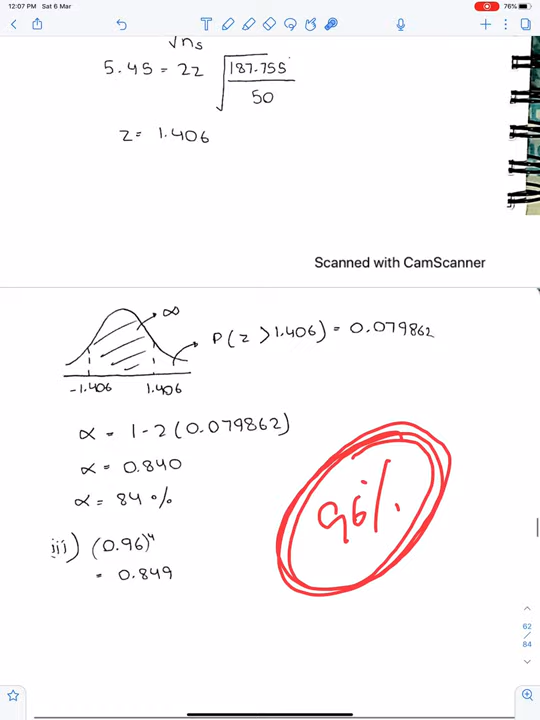 12:07 PM Sat 6 Mar
76%
√ns
5.45 = 2z √187.755/50
z = 1.406
Scanned with CamScanner
∝
P(z > 1.406) = 0.079862
-1.406 1.406
∝ = 1-2(0.079862)
∝ = 0.840
∝ = 84%
96%
iii) (0.96)⁴
= 0.849
62
/
84